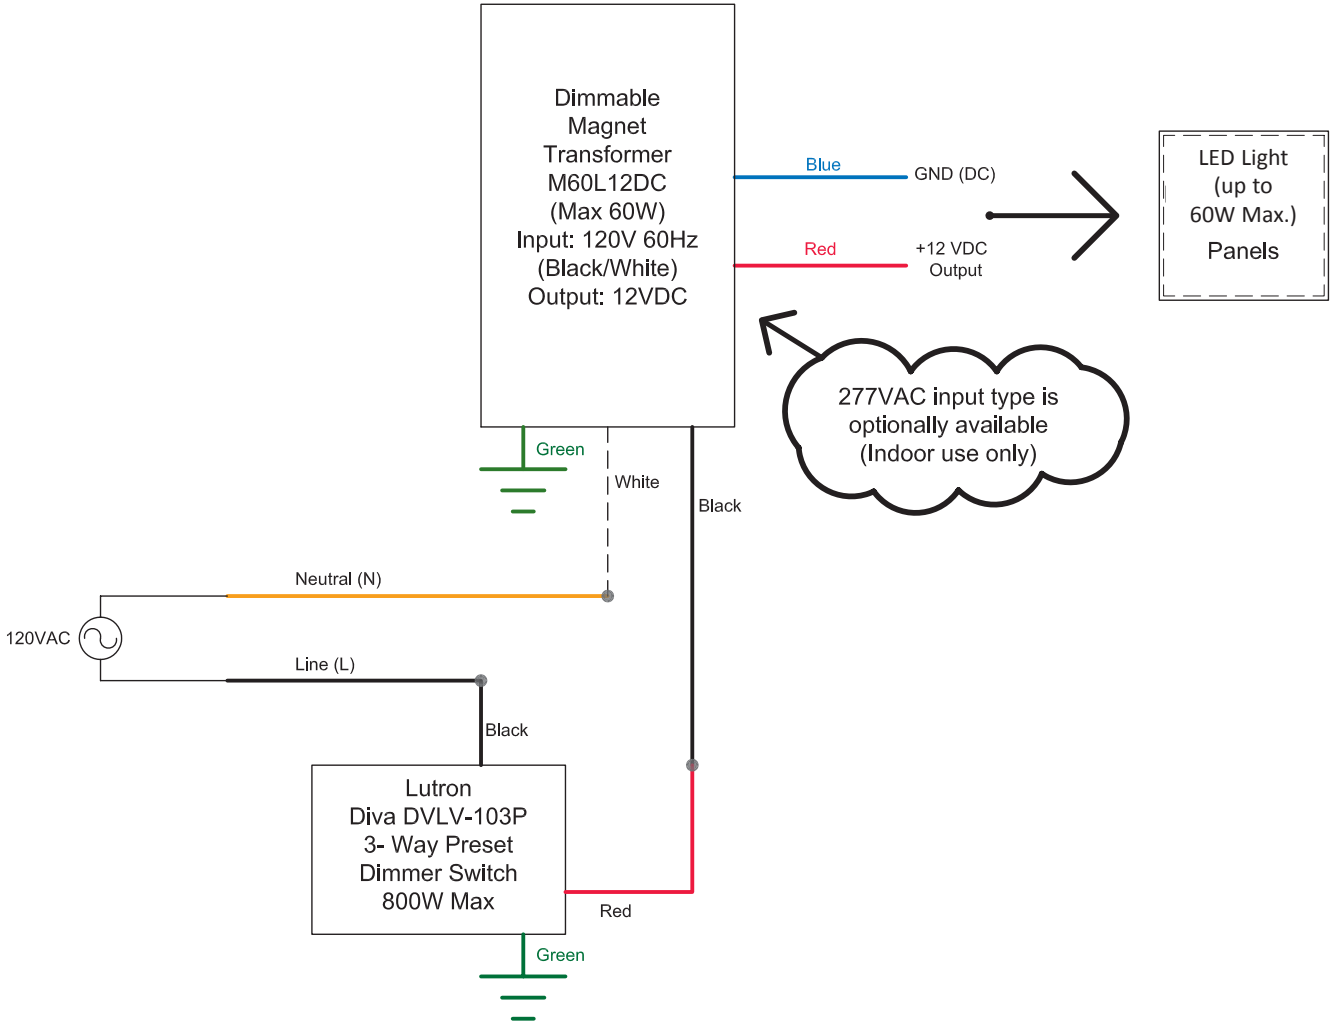 Dimmable
Magnet
Transformer
M60L12DC
(Max 60W)
Input: 120V 60Hz
(Black/White)
Output: 12VDC
Blue
GND (DC)
Red
+12 VDC
Output
LED Light
(up to
60W Max.)
Panels
277VAC input type is
optionally available
(Indoor use only)
Green
White
Black
Neutral (N)
120VAC
Line (L)
Black
Lutron
Diva DVLV-103P
3- Way Preset
Dimmer Switch
800W Max
Red
Green